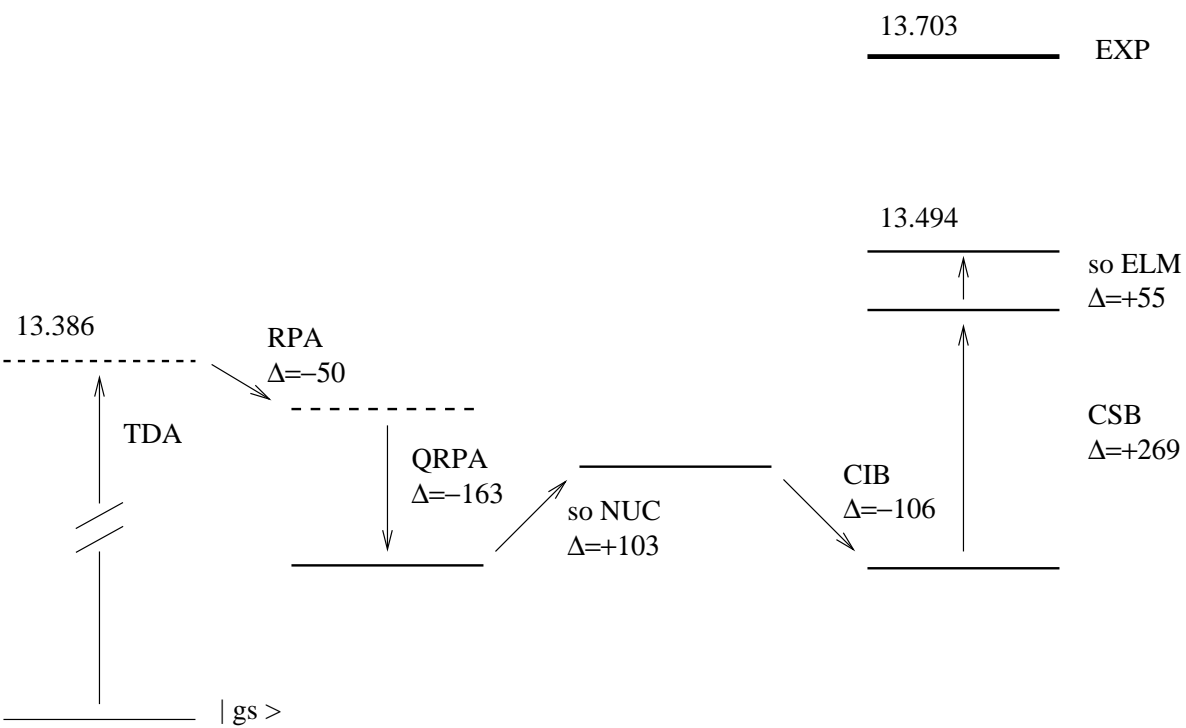 13.703
EXP
13.494
so ELM
Δ=+55
13.386
RPA
Δ=−50
TDA
QRPA
Δ=−163
so NUC
Δ=+103
CIB
Δ=−106
CSB
Δ=+269
| gs >